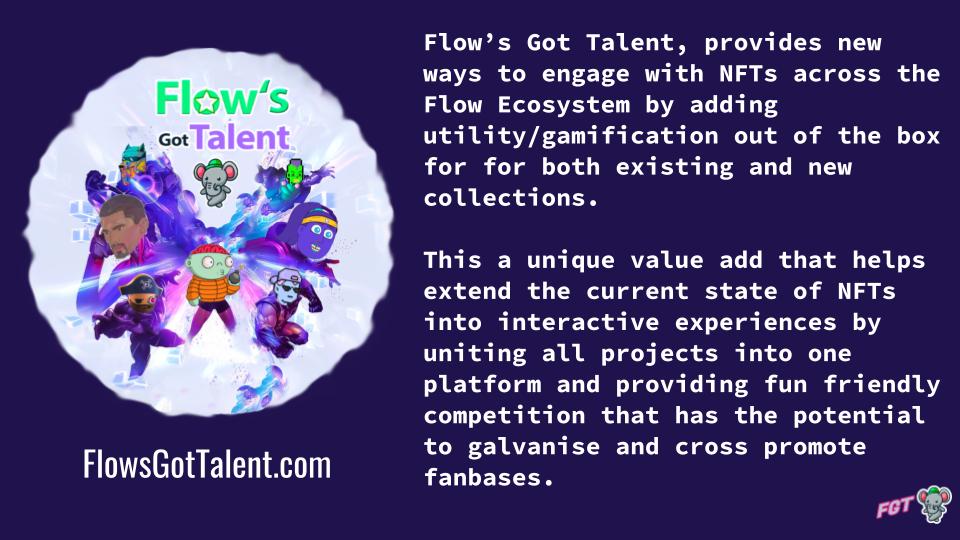 Flow's
Got Talent
FlowsGotTalent.com
Flow’s Got Talent, provides new
ways to engage with NFTs across the
Flow Ecosystem by adding
utility/gamification out of the box
for for both existing and new
collections.
This a unique value add that helps
extend the current state of NFTs
into interactive experiences by
uniting all projects into one
platform and providing fun friendly
competition that has the potential
to galvanise and cross promote
fanbases.
FGT